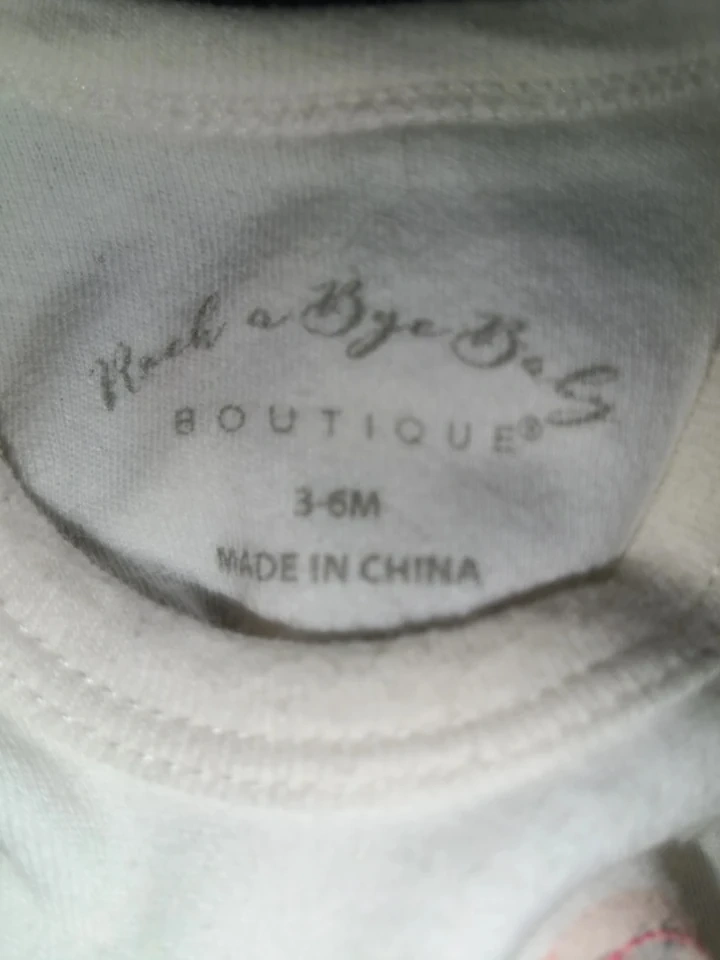 Rock a Bye Baby
BOUTIQUE®
3-6M
MADE IN CHINA